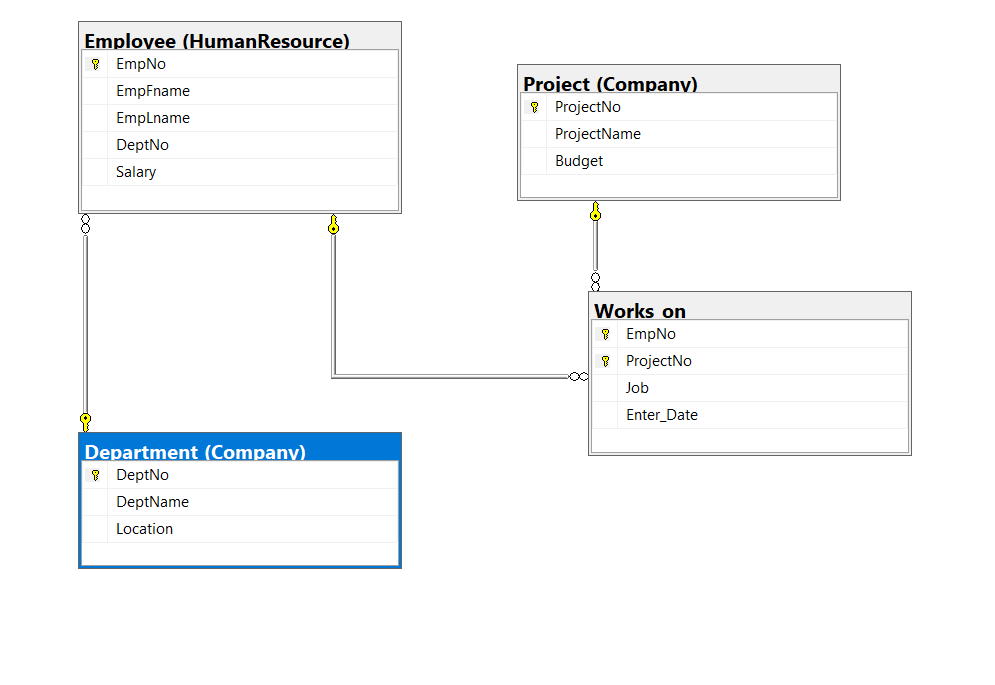 Employee (HumanResource)
EmpNo
EmpFname
EmpLname
DeptNo
Salary
Project (Company)
ProjectNo
ProjectName
Budget
Works_on
EmpNo
ProjectNo
Job
Enter_Date
Department (Company)
DeptNo
DeptName
Location